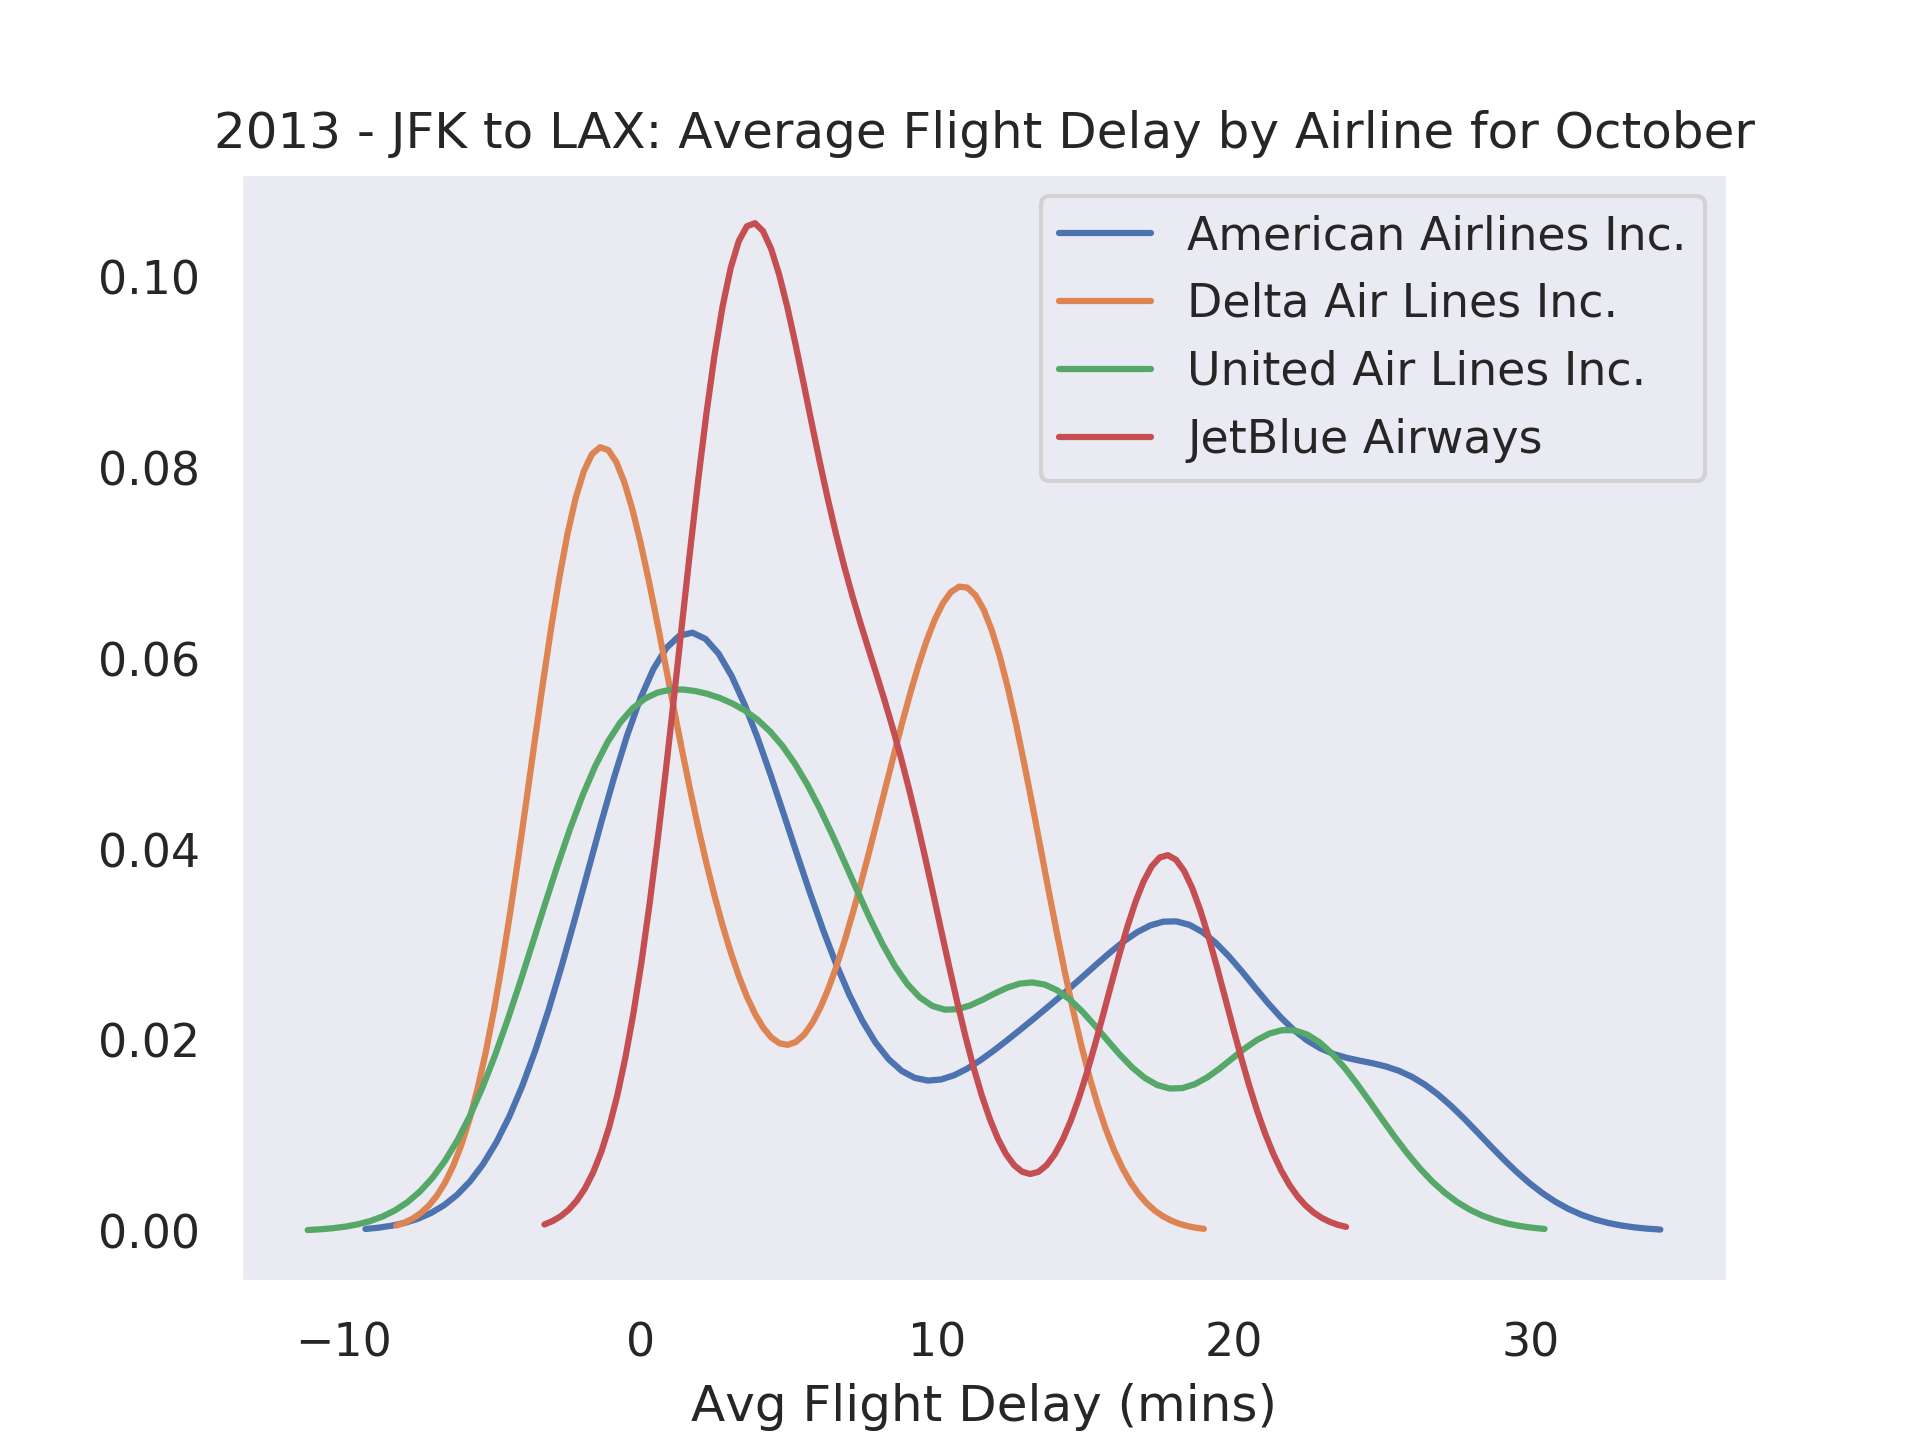 2013 - JFK to LAX: Average Flight Delay by Airline for October
American Airlines Inc.
Delta Air Lines Inc.
United Air Lines Inc.
JetBlue Airways
0.10
0.08
0.06
0.04
0.02
0.00
−10 0 10 20 30
Avg Flight Delay (mins)